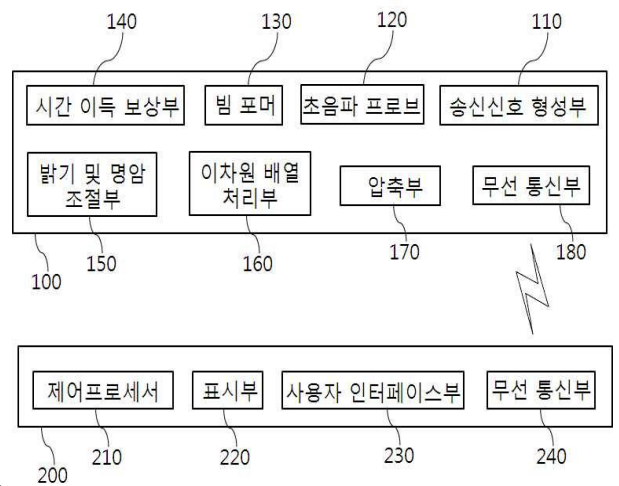 140 130 120 110
시간 이득 보상부 빔 포머 초음파 프로브 송신신호 형성부
밝기 및 명암 조절부
이차원 배열 처리부
압축부 무선 통신부
150 160 170 180
100
제어프로세서 표시부 사용자 인터페이스부 무선 통신부
210 220 230 240
200